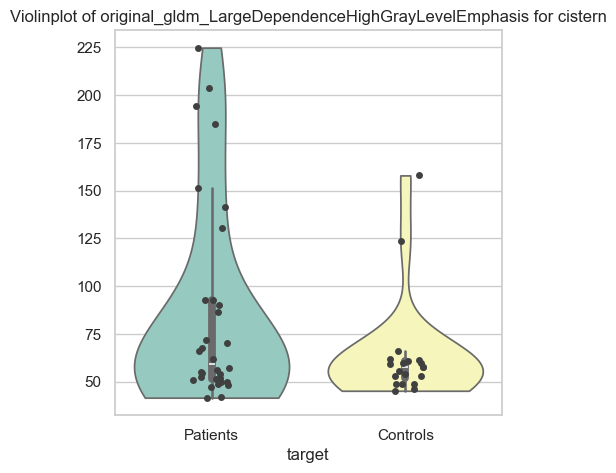 Violinplot of original_gldm_LargeDependenceHighGrayLevelEmphasis for cistern
225
200
175
150
125
100
75
50
Patients Controls
target